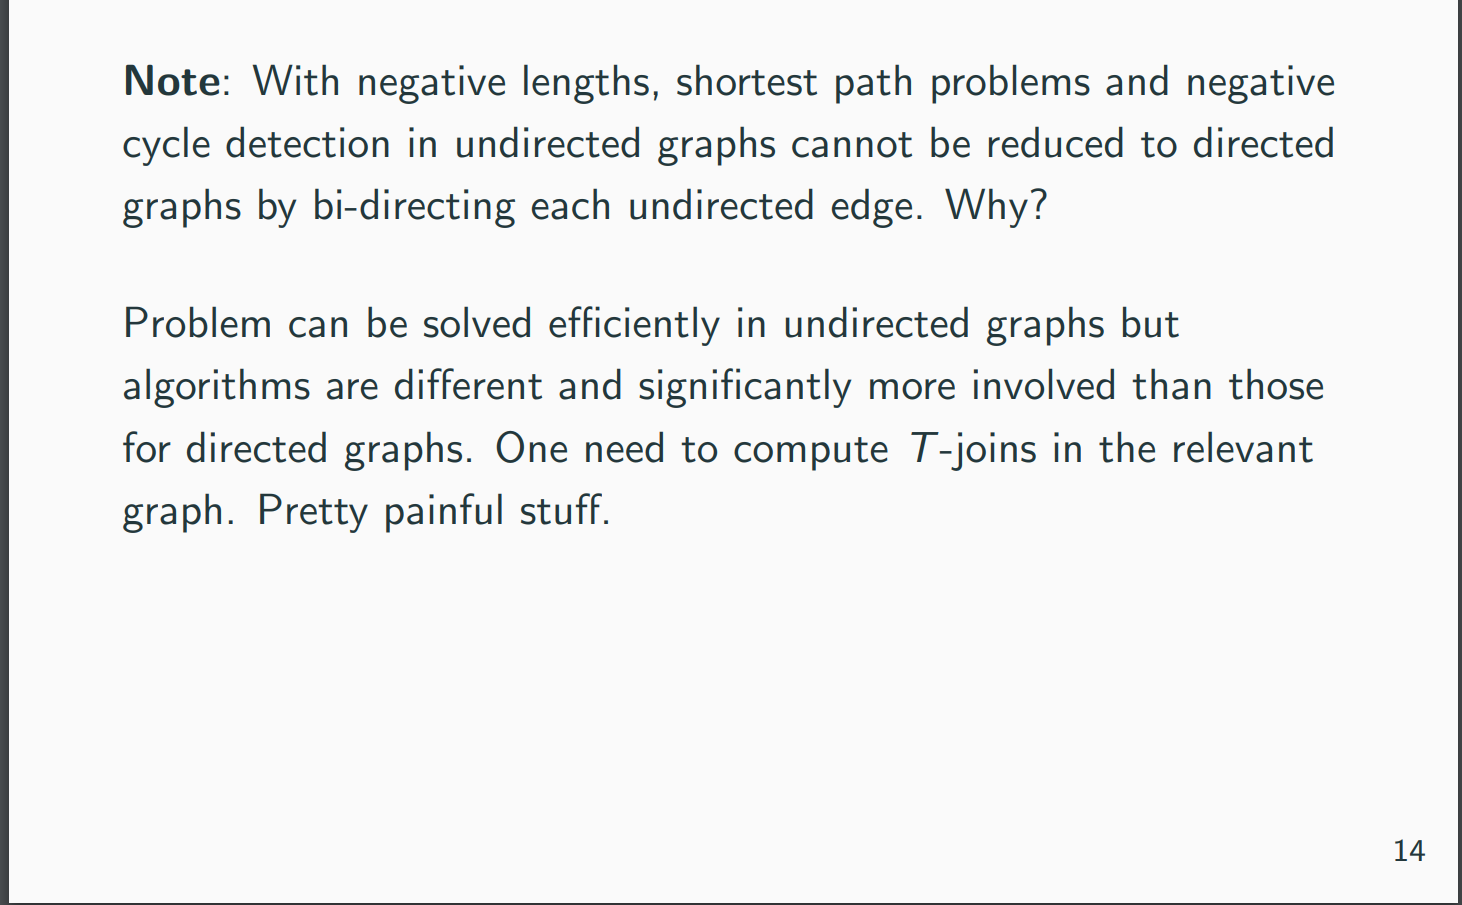 Note: With negative lengths, shortest path problems and negative
cycle detection in undirected graphs cannot be reduced to directed
graphs by bi-directing each undirected edge. Why?
Problem can be solved efficiently in undirected graphs but
algorithms are different and significantly more involved than those
for directed graphs. One need to compute T-joins in the relevant
graph. Pretty painful stuff.
14